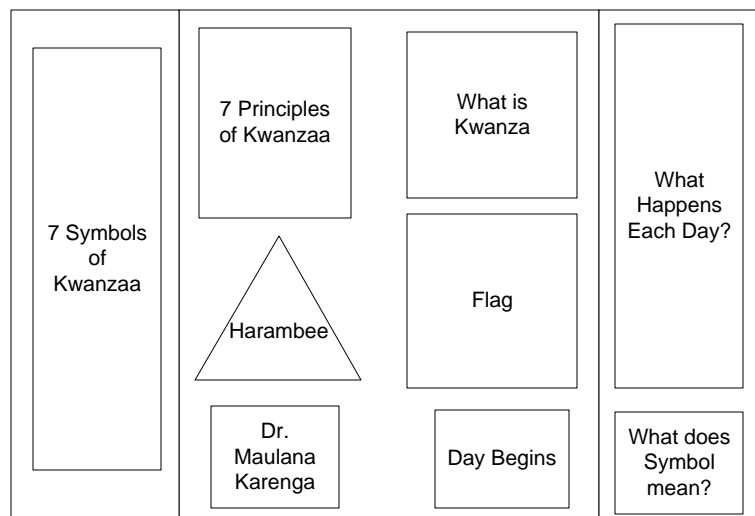 7 Symbols
of
Kwanzaa
7 Principles
of Kwanzaa
Harambee
Dr.
Maulana
Karenga
What is
Kwanza
Flag
Day Begins
What
Happens
Each Day?
What does
Symbol
mean?